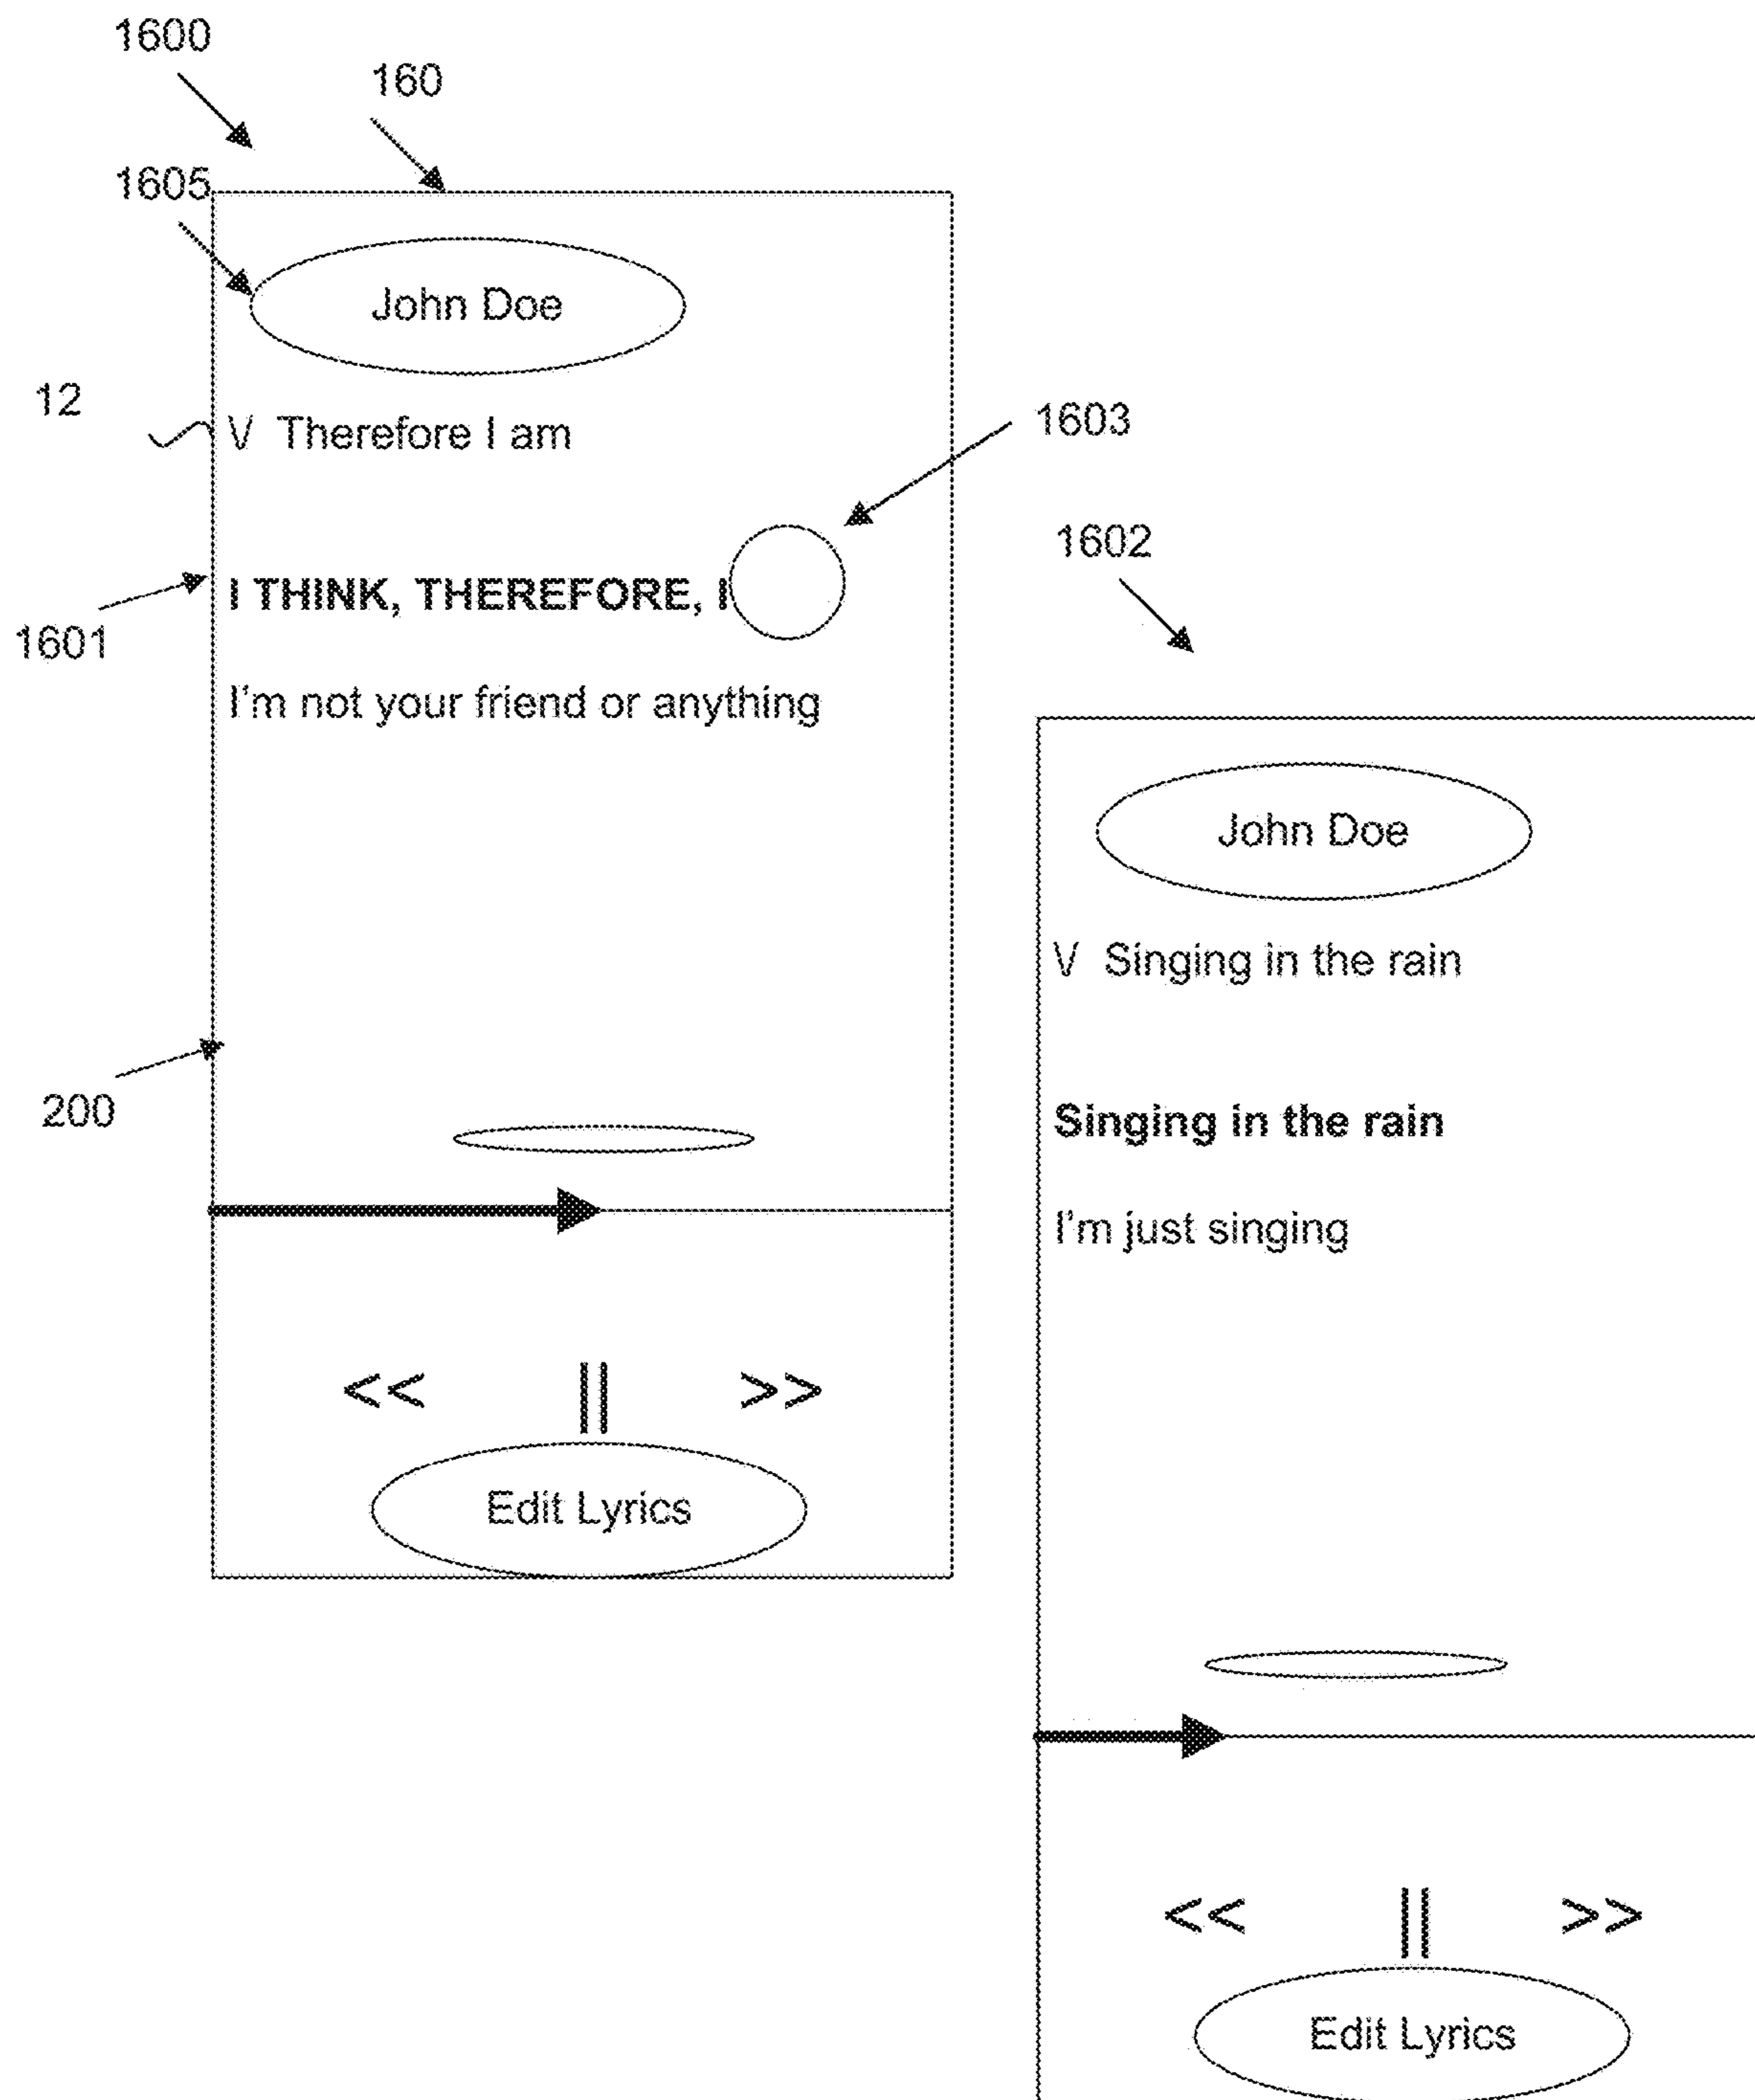 1600
160
1605
John Doe
12
V Therefore I am
1603
I THINK, THEREFORE, I
1601
I'm not your friend or anything
200
<< || >>
Edit Lyrics
1602
John Doe
V Singing in the rain
Singing in the rain
I'm just singing
<< || >>
Edit Lyrics